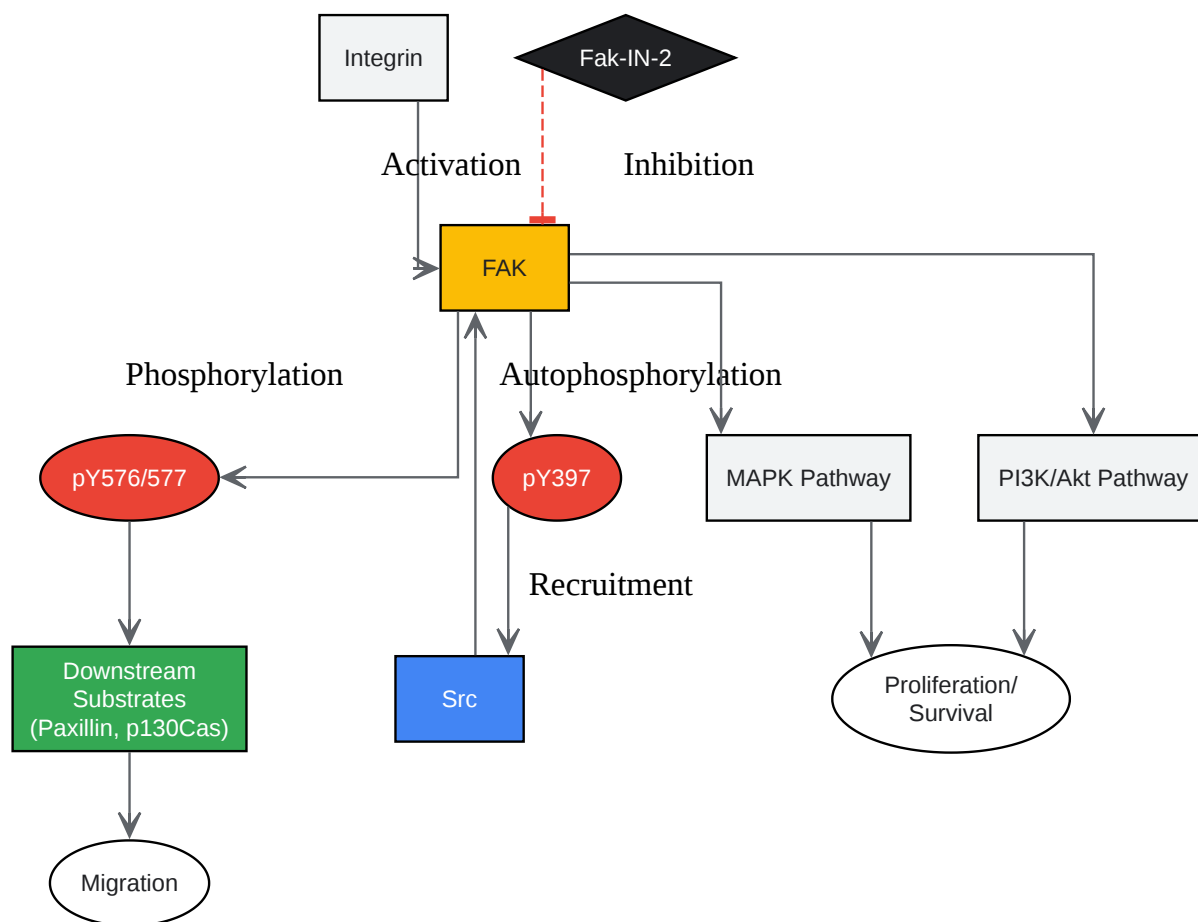 Integrin
Fak-IN-2
Activation
Inhibition
FAK
Phosphorylation
Autophosphorylation
pY576/577
pY397
MAPK Pathway
PI3K/Akt Pathway
Recruitment
Downstream
Substrates
(Paxillin, p130Cas)
Src
Proliferation/
Survival
Migration